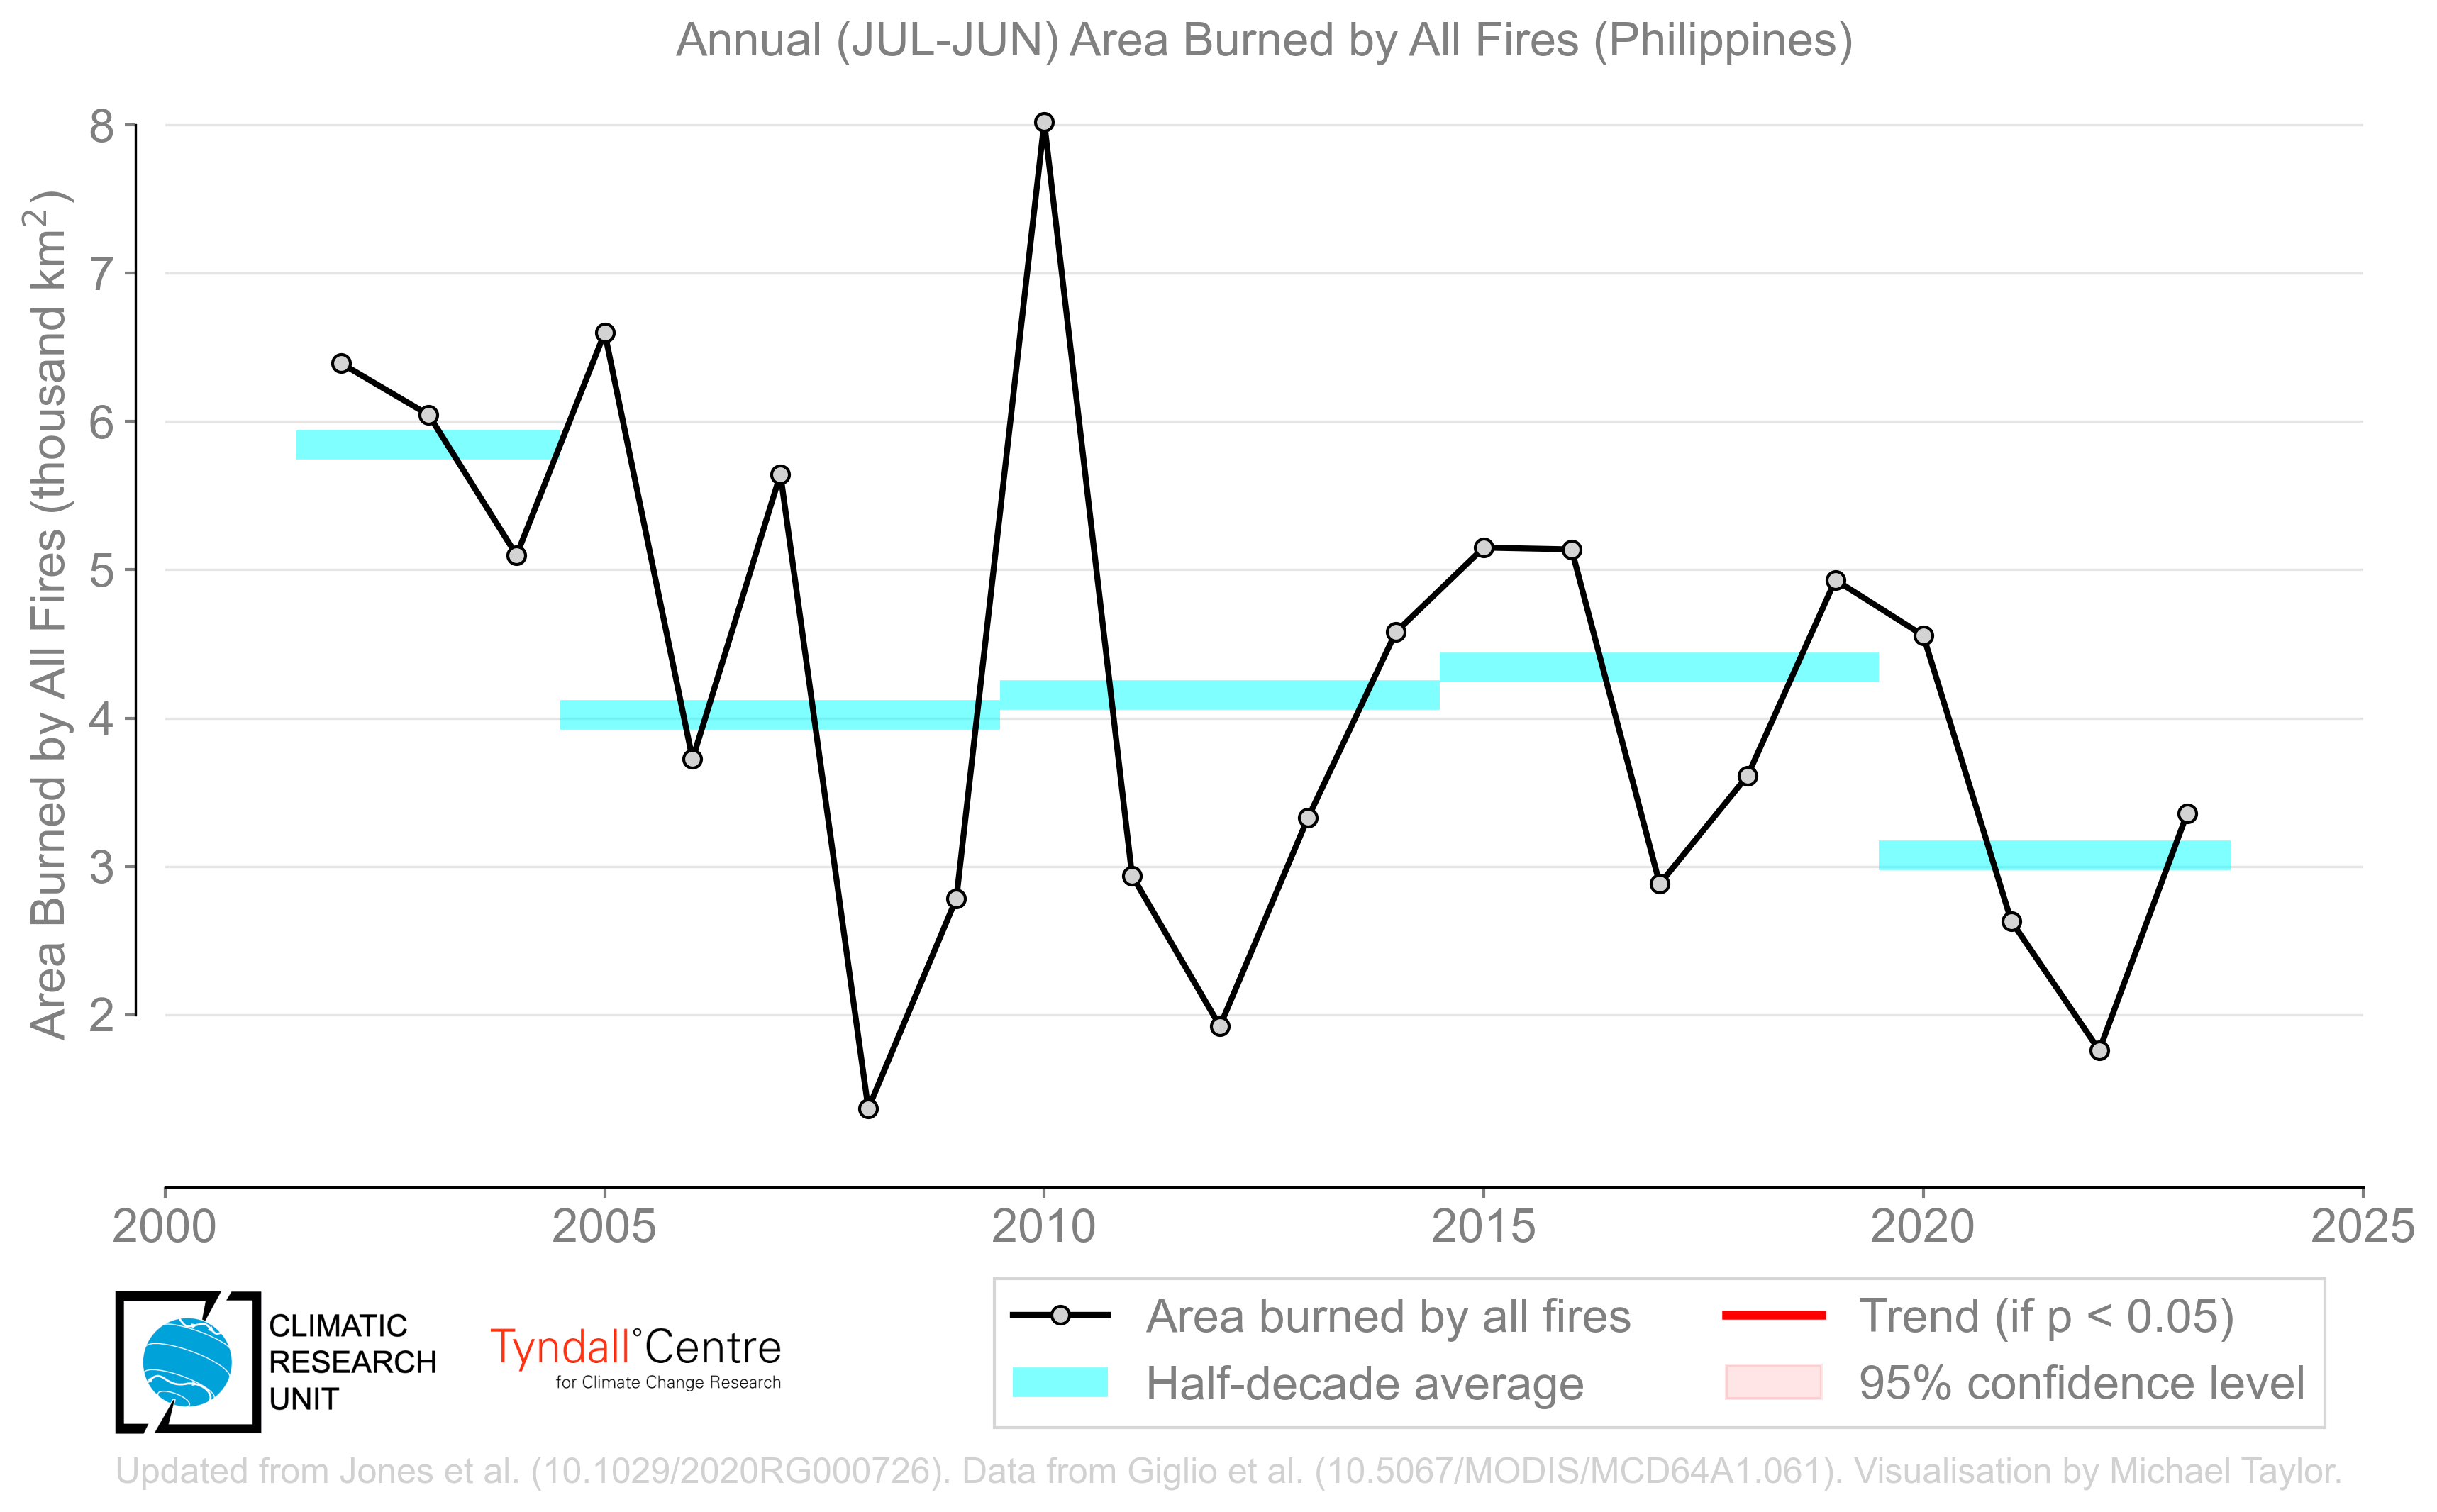 Annual (JUL-JUN) Area Burned by All Fires (Philippines)
Area Burned by All Fires (thousand km²)
8
7
6
5
4
3
2
2000 2005 2010 2015 2020 2025
CLIMATIC
RESEARCH
UNIT
Tyndall°Centre
for Climate Change Research
Area burned by all fires
Half-decade average
Trend (if p < 0.05)
95% confidence level
Updated from Jones et al. (10.1029/2020RG000726). Data from Giglio et al. (10.5067/MODIS/MCD64A1.061). Visualisation by Michael Taylor.